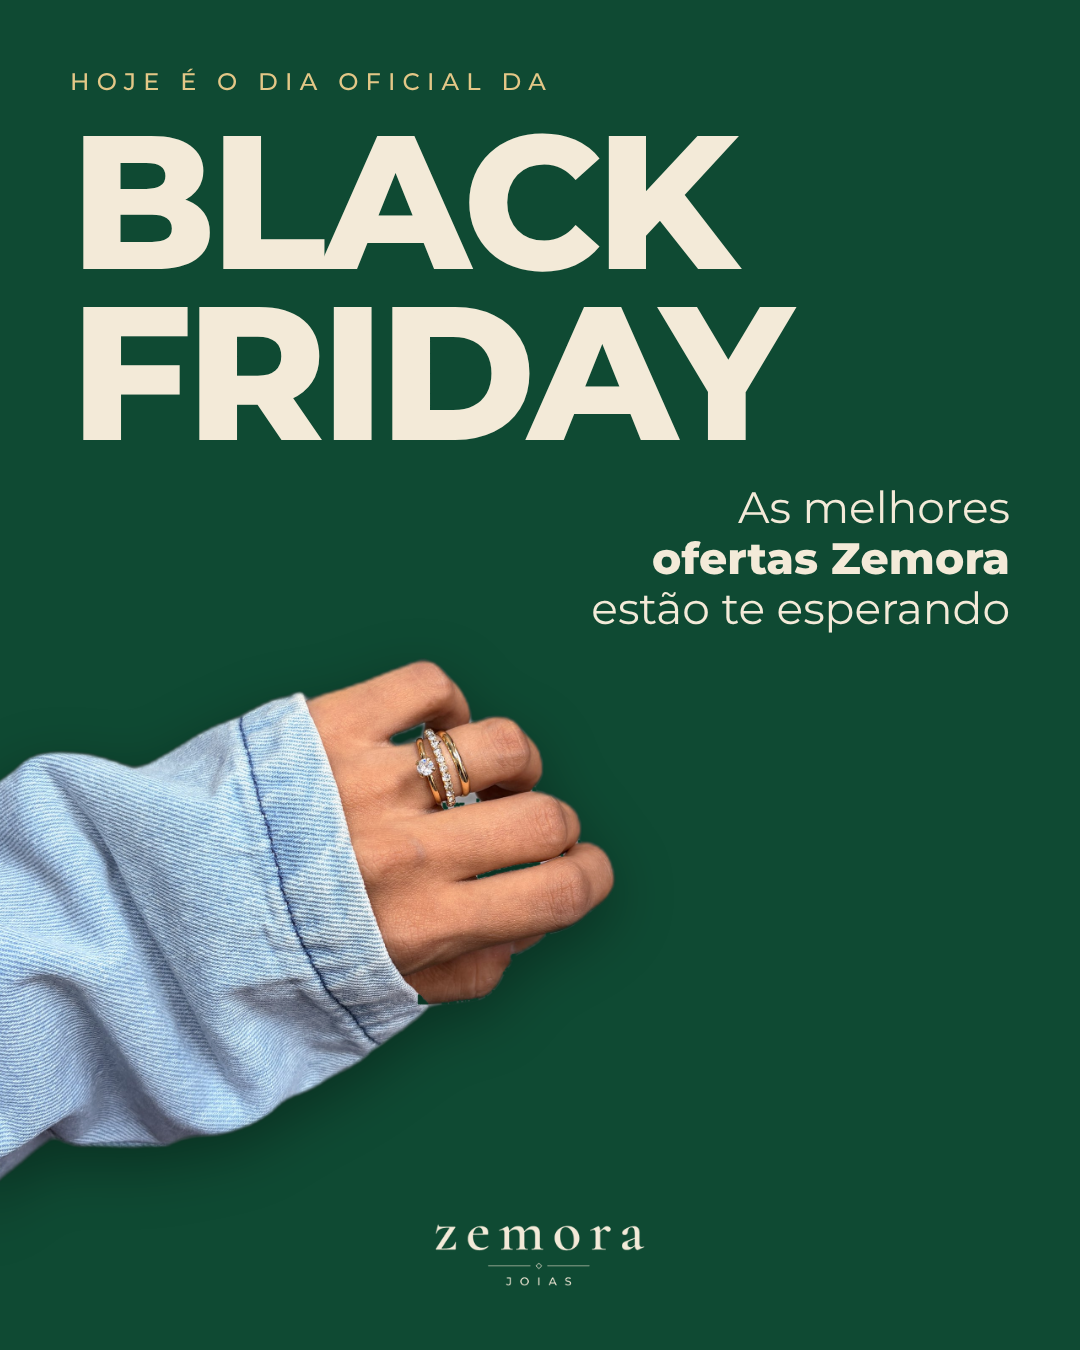 HOJE É O DIA OFICIAL DA
BLACK
FRIDAY
As melhores
ofertas Zemora
estão te esperando
zemora
JOIAS